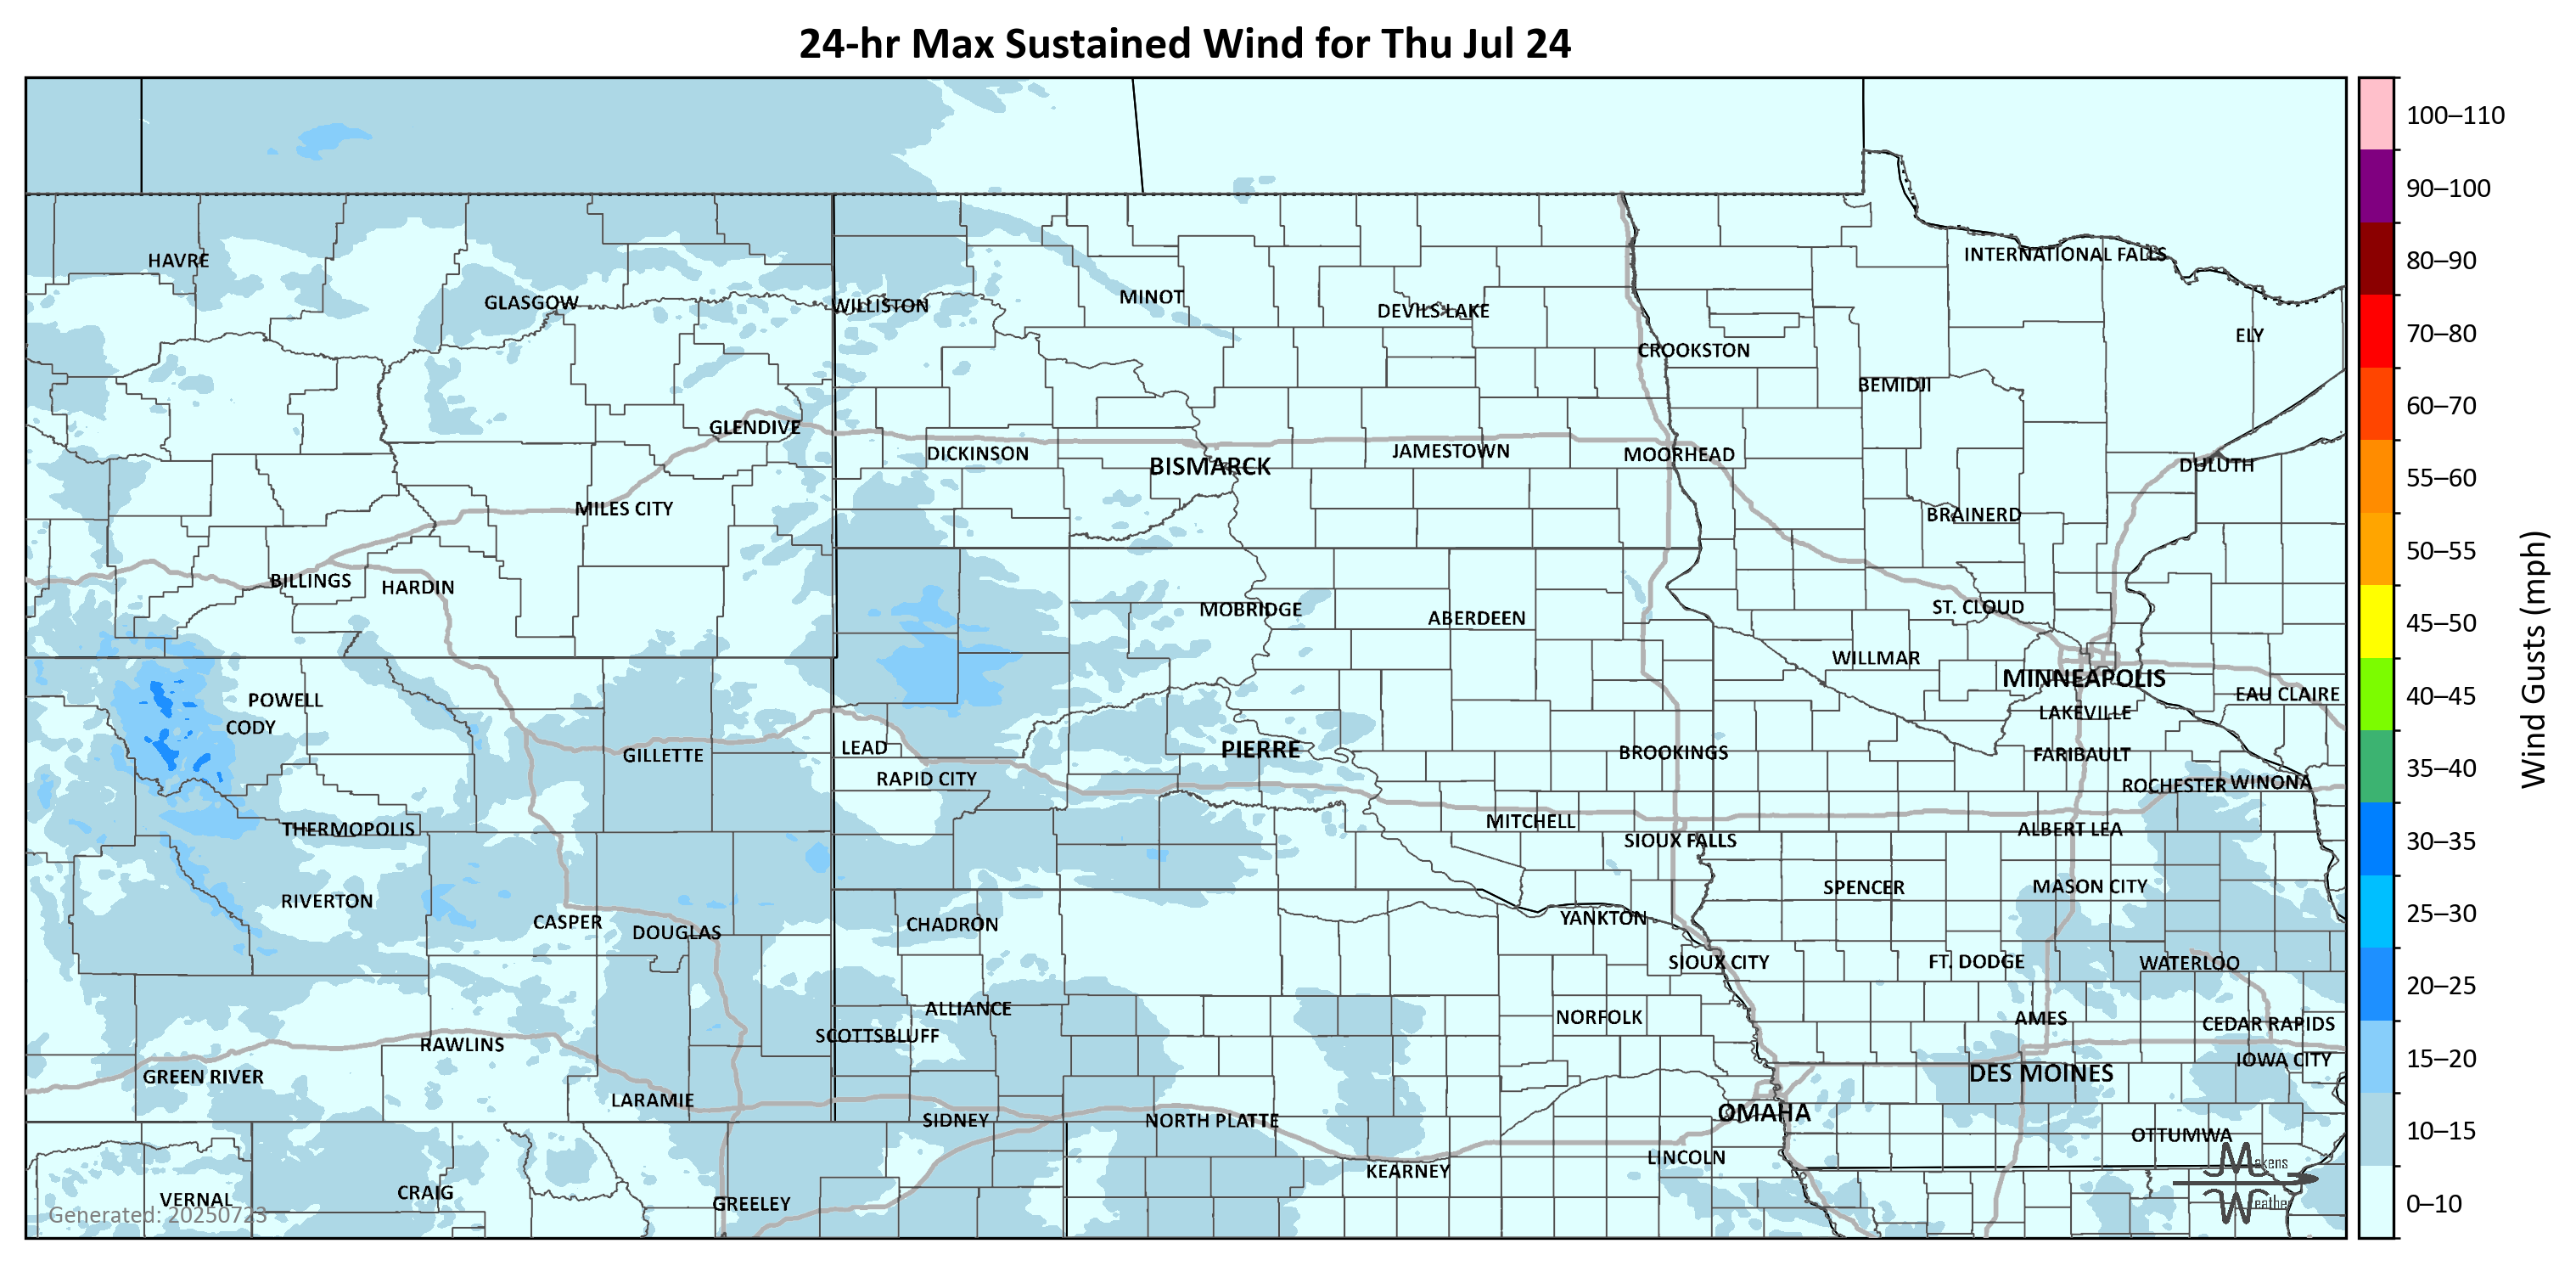 24-hr Max Sustained Wind for Thu Jul 24
HAVRE
GLASGOW
WILLISTON
MINOT
DEVILS LAKE
CROOKSTON
INTERNATIONAL FALLS
ELY
BEMIDJI
GLENDIVE
DICKINSON
BISMARCK
JAMESTOWN
MOORHEAD
DULUTH
MILES CITY
BRAINERD
BILLINGS
HARDIN
MOBRIDGE
ABERDEEN
ST. CLOUD
WILLMAR
MINNEAPOLIS
EAU CLAIRE
POWELL
CODY
LAKEVILLE
GILLETTE
LEAD
PIERRE
BROOKINGS
FARIBAULT
RAPID CITY
ROCHESTER
WINONA
THERMOPOLIS
MITCHELL
SIOUX FALLS
ALBERT LEA
RIVERTON
SPENCER
MASON CITY
CASPER
DOUGLAS
CHADRON
YANKTON
SIOUX CITY
FT. DODGE
WATERLOO
ALLIANCE
NORFOLK
AMES
CEDAR RAPIDS
SCOTTSBLUFF
RAWLINS
IOWA CITY
GREEN RIVER
DES MOINES
LARAMIE
SIDNEY
NORTH PLATTE
OMAHA
OTTUMWA
KEARNEY
LINCOLN
VERNAL
CRAIG
GREELEY
Generated: 20250723
Makens
Weather
100–110
90–100
80–90
70–80
60–70
55–60
50–55
45–50
40–45
35–40
30–35
25–30
20–25
15–20
10–15
0–10
Wind Gusts (mph)